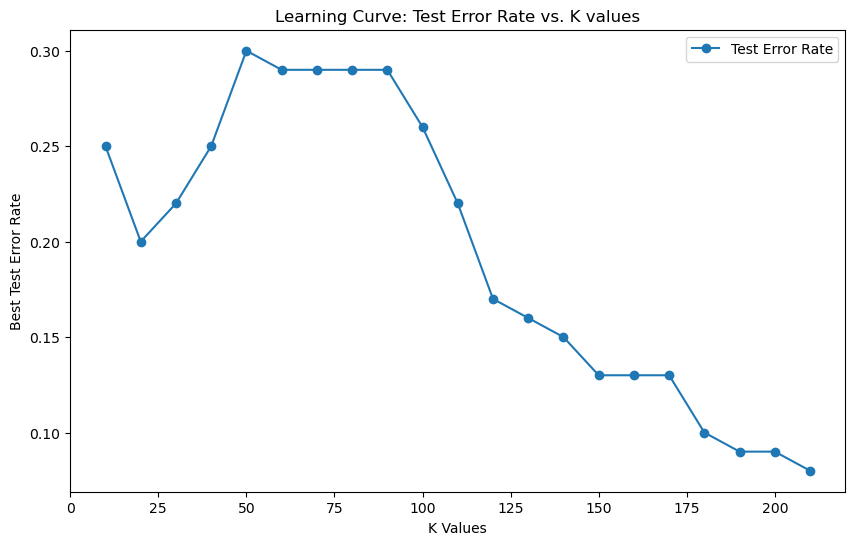 Learning Curve: Test Error Rate vs. K values
Test Error Rate
Best Test Error Rate
0.30
0.25
0.20
0.15
0.10
0 25 50 75 100 125 150 175 200
K Values